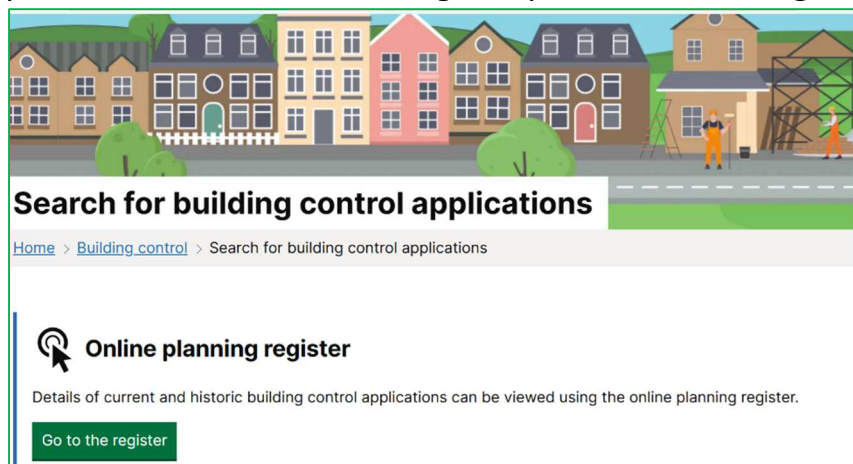 Search for building control applications
Home > Building control > Search for building control applications
Online planning register
Details of current and historic building control applications can be viewed using the online planning register.
Go to the register